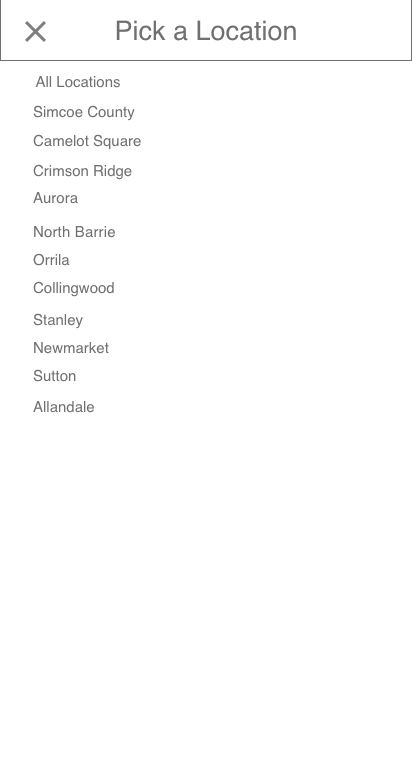 Pick a Location
All Locations
Simcoe County
Camelot Square
Crimson Ridge
Aurora
North Barrie
Orrila
Collingwood
Stanley
Newmarket
Sutton
Allandale